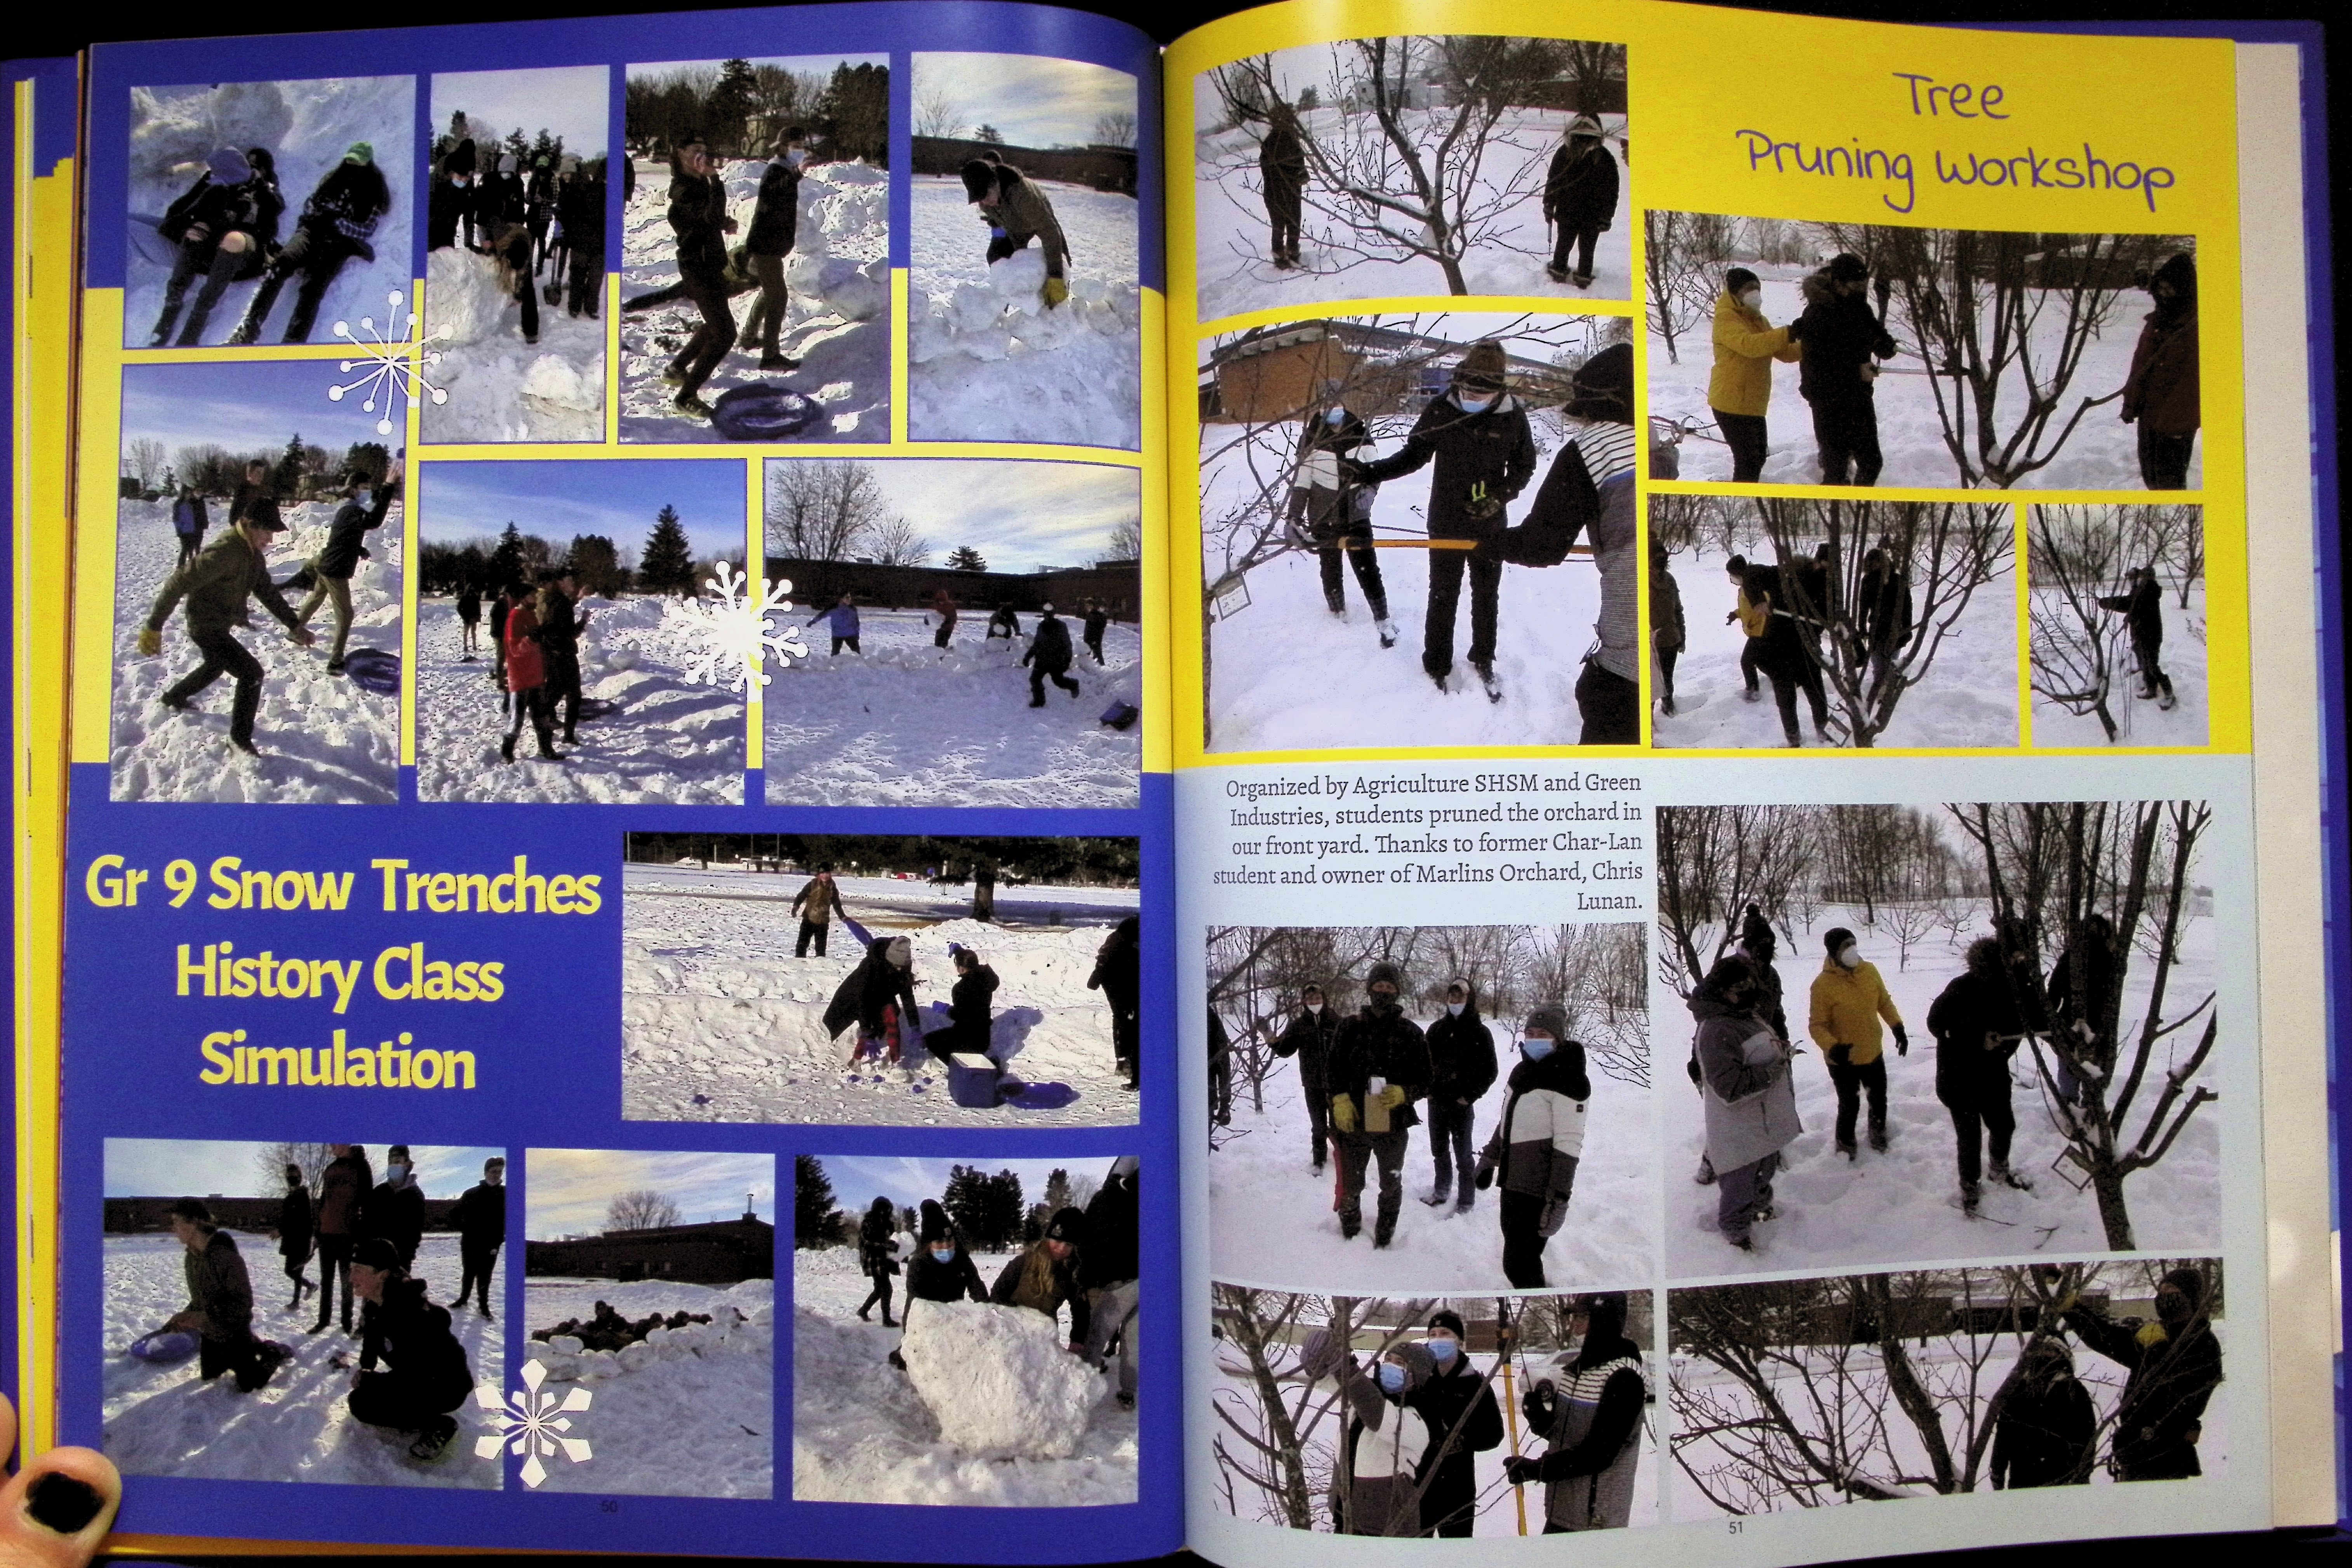 Gr 9 Snow Trenches
History Class
Simulation
50
Tree
Pruning Workshop
Organized by Agriculture SHSM and Green
Industries, students pruned the orchard in
our front yard. Thanks to former Char-Lan
student and owner of Marlins Orchard, Chris
Lunan.
51